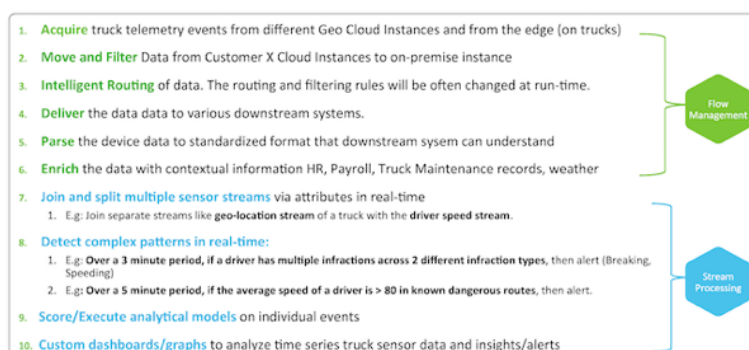 1. Acquire truck telemetry events from different Geo Cloud Instances and from the edge (on trucks)
2. Move and Filter Data from Customer X Cloud Instances to on-premise instance
3. Intelligent Routing of data. The routing and filtering rules will be often changed at run-time.
4. Deliver the data data to various downstream systems.
5. Parse the device data to standardized format that downstream sysem can understand
6. Enrich the data with contextual information HR, Payroll, Truck Maintenance records, weather
Flow
Management
7. Join and split multiple sensor streams via attributes in real-time
1. E.g: Join separate streams like geo-location stream of a truck with the driver speed stream.
8. Detect complex patterns in real-time:
1. E.g: Over a 3 minute period, if a driver has multiple infractions across 2 different infraction types, then alert (Breaking,
Speeding)
2. E.g: Over a 5 minute period, if the average speed of a driver is > 80 in known dangerous routes, then alert.
9. Score/Execute analytical models on individual events
10. Custom dashboards/graphs to analyze time series truck sensor data and insights/alerts
Stream
Processing